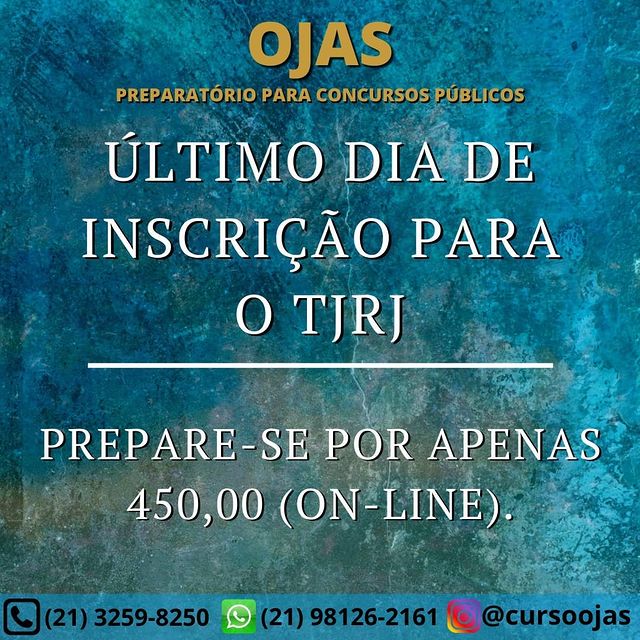 OJAS
PREPARATÓRIO PARA CONCURSOS PÚBLICOS
ÚLTIMO DIA DE
INSCRIÇÃO PARA
O TJRJ
PREPARE-SE POR APENAS
450,00 (ON-LINE).
(21) 3259-8250 (21) 98126-2161 @cursoojas